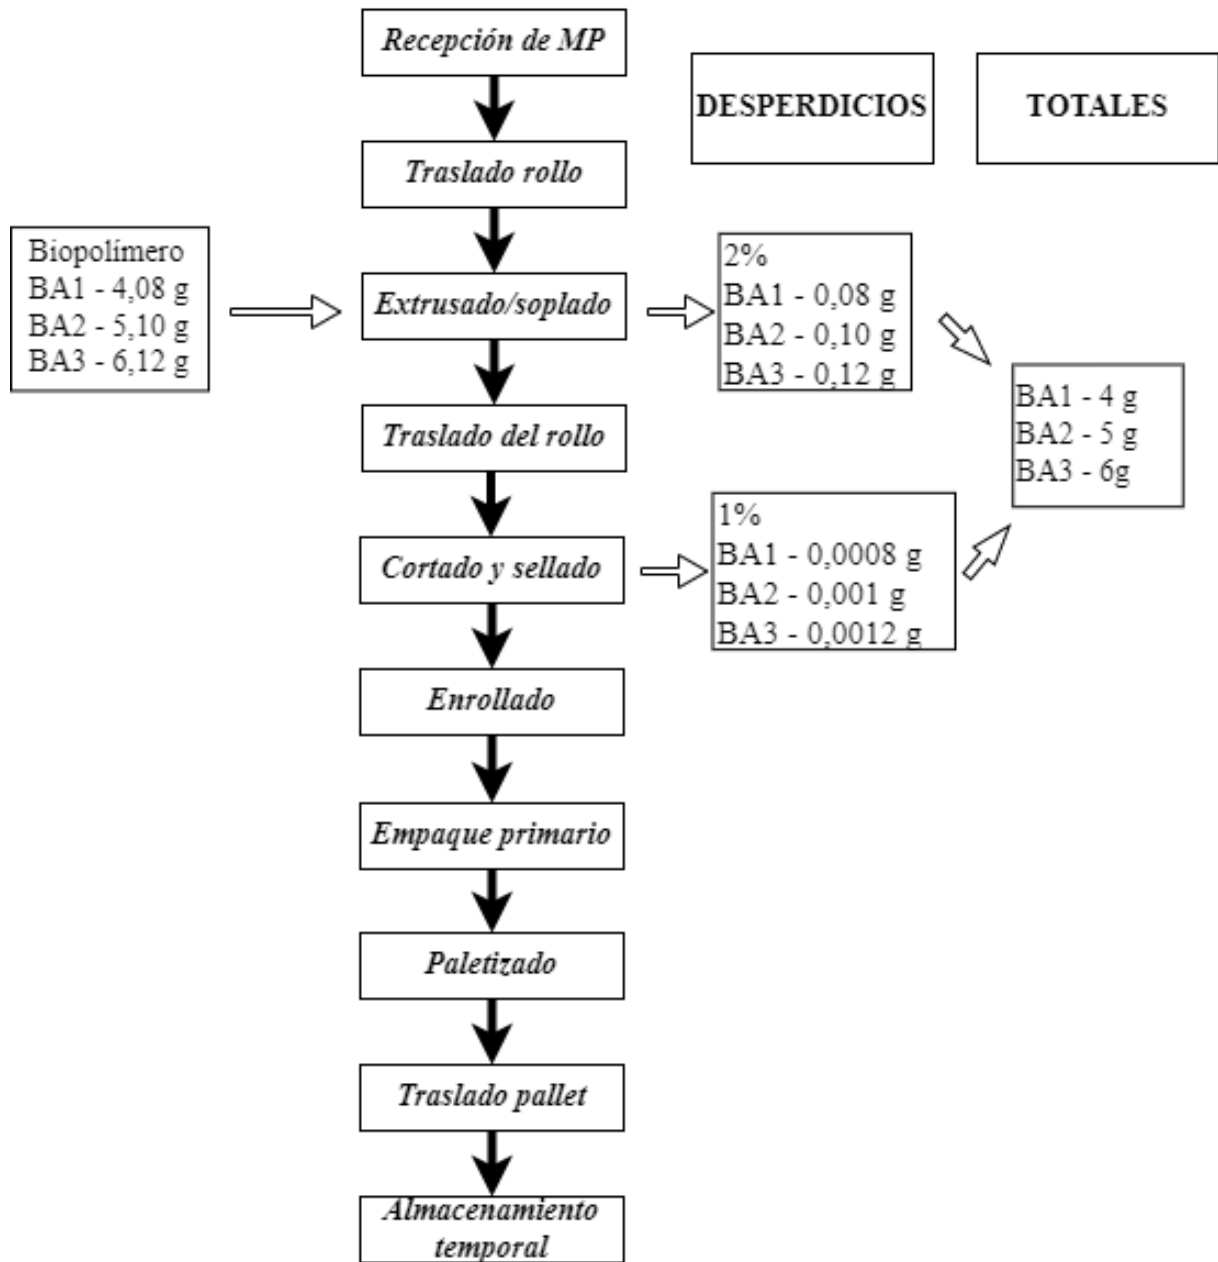 Recepción de MP
DESPERDICIOS
TOTALES
Traslado rollo
Biopolímero
BA1 - 4,08 g
BA2 - 5,10 g
BA3 - 6,12 g
Extrusado/soplado
2%
BA1 - 0,08 g
BA2 - 0,10 g
BA3 - 0,12 g
BA1 - 4 g
BA2 - 5 g
BA3 - 6g
Traslado del rollo
Cortado y sellado
1%
BA1 - 0,0008 g
BA2 - 0,001 g
BA3 - 0,0012 g
Enrollado
Empaque primario
Paletizado
Traslado pallet
Almacenamiento
temporal